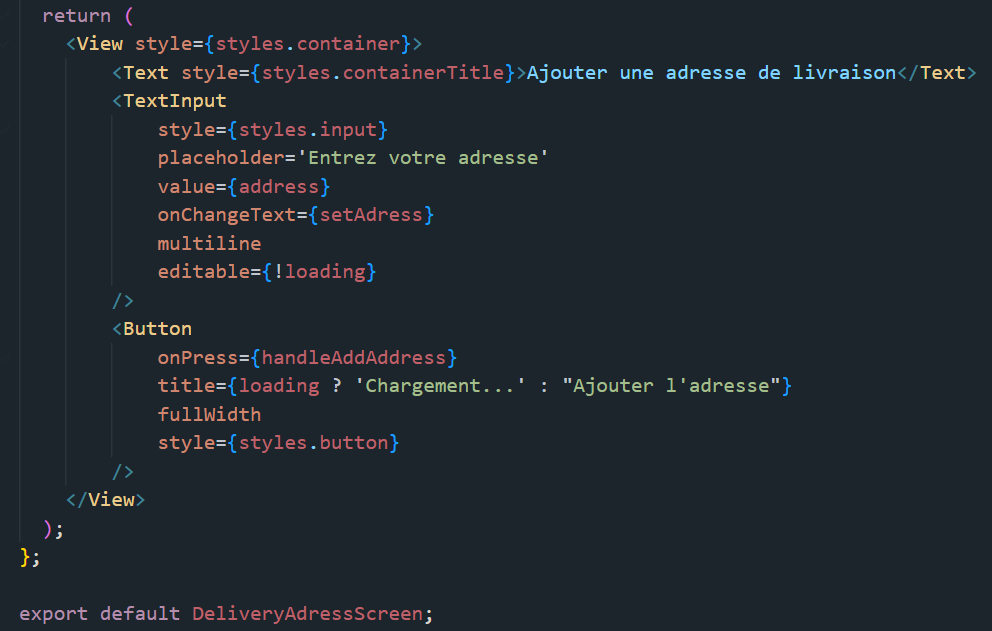 return (
<View style={styles.container}>
<Text style={styles.containerTitle}>Ajouter une adresse de livraison</Text>
<TextInput
style={styles.input}
placeholder='Entrez votre adresse'
value={address}
onChangeText={setAdress}
multiline
editable={!loading}
/>
<Button
onPress={handleAddAddress}
title={loading ? 'Chargement...' : "Ajouter l'adresse"}
fullWidth
style={styles.button}
/>
</View>
);
};
export default DeliveryAdressScreen;